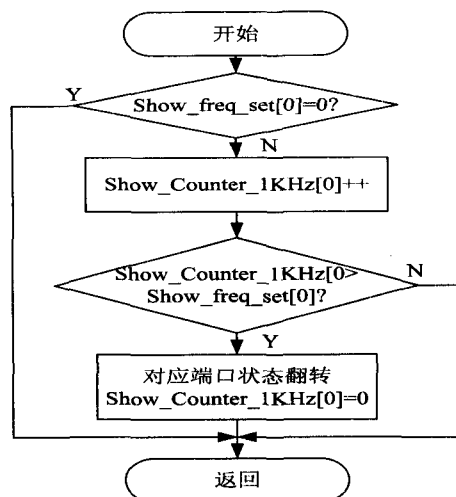 开始
Y
Show_freq_set[0]=0?
N
Show_Counter_1KHz[0]++
Show_Counter_1KHz[0>
Show_freq_set[0]?
N
Y
对应端口状态翻转
Show_Counter_1KHz[0]=0
返回